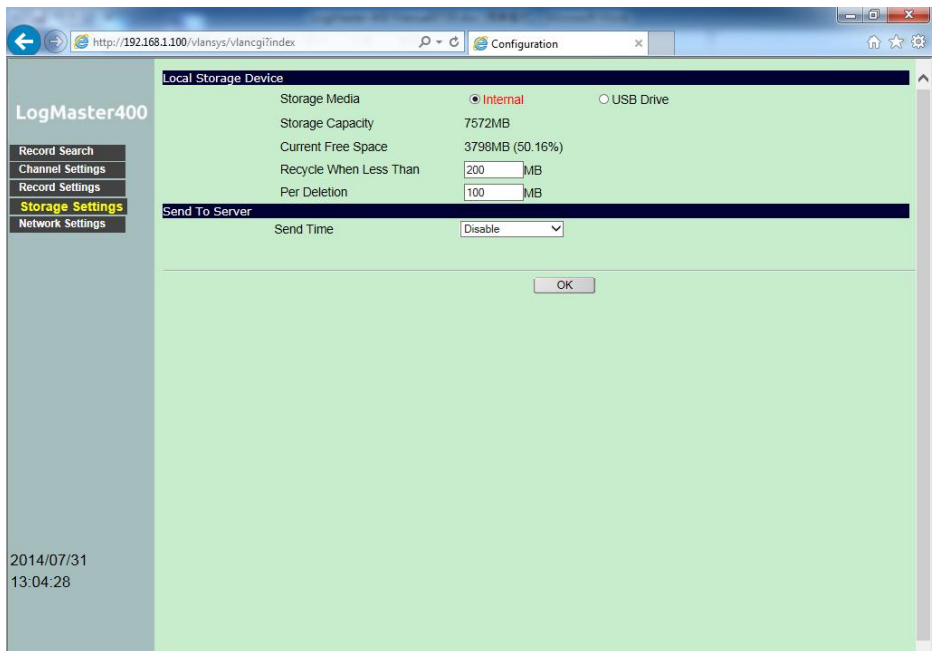 http://192.168.1.100/vlansys/vlancgi?index
Configuration
LogMaster400
Record Search
Channel Settings
Record Settings
Storage Settings
Network Settings
2014/07/31
13:04:28
Local Storage Device
Storage Media Internal USB Drive
Storage Capacity 7572MB
Current Free Space 3798MB (50.16%)
Recycle When Less Than 200 MB
Per Deletion 100 MB
Send To Server
Send Time Disable
OK